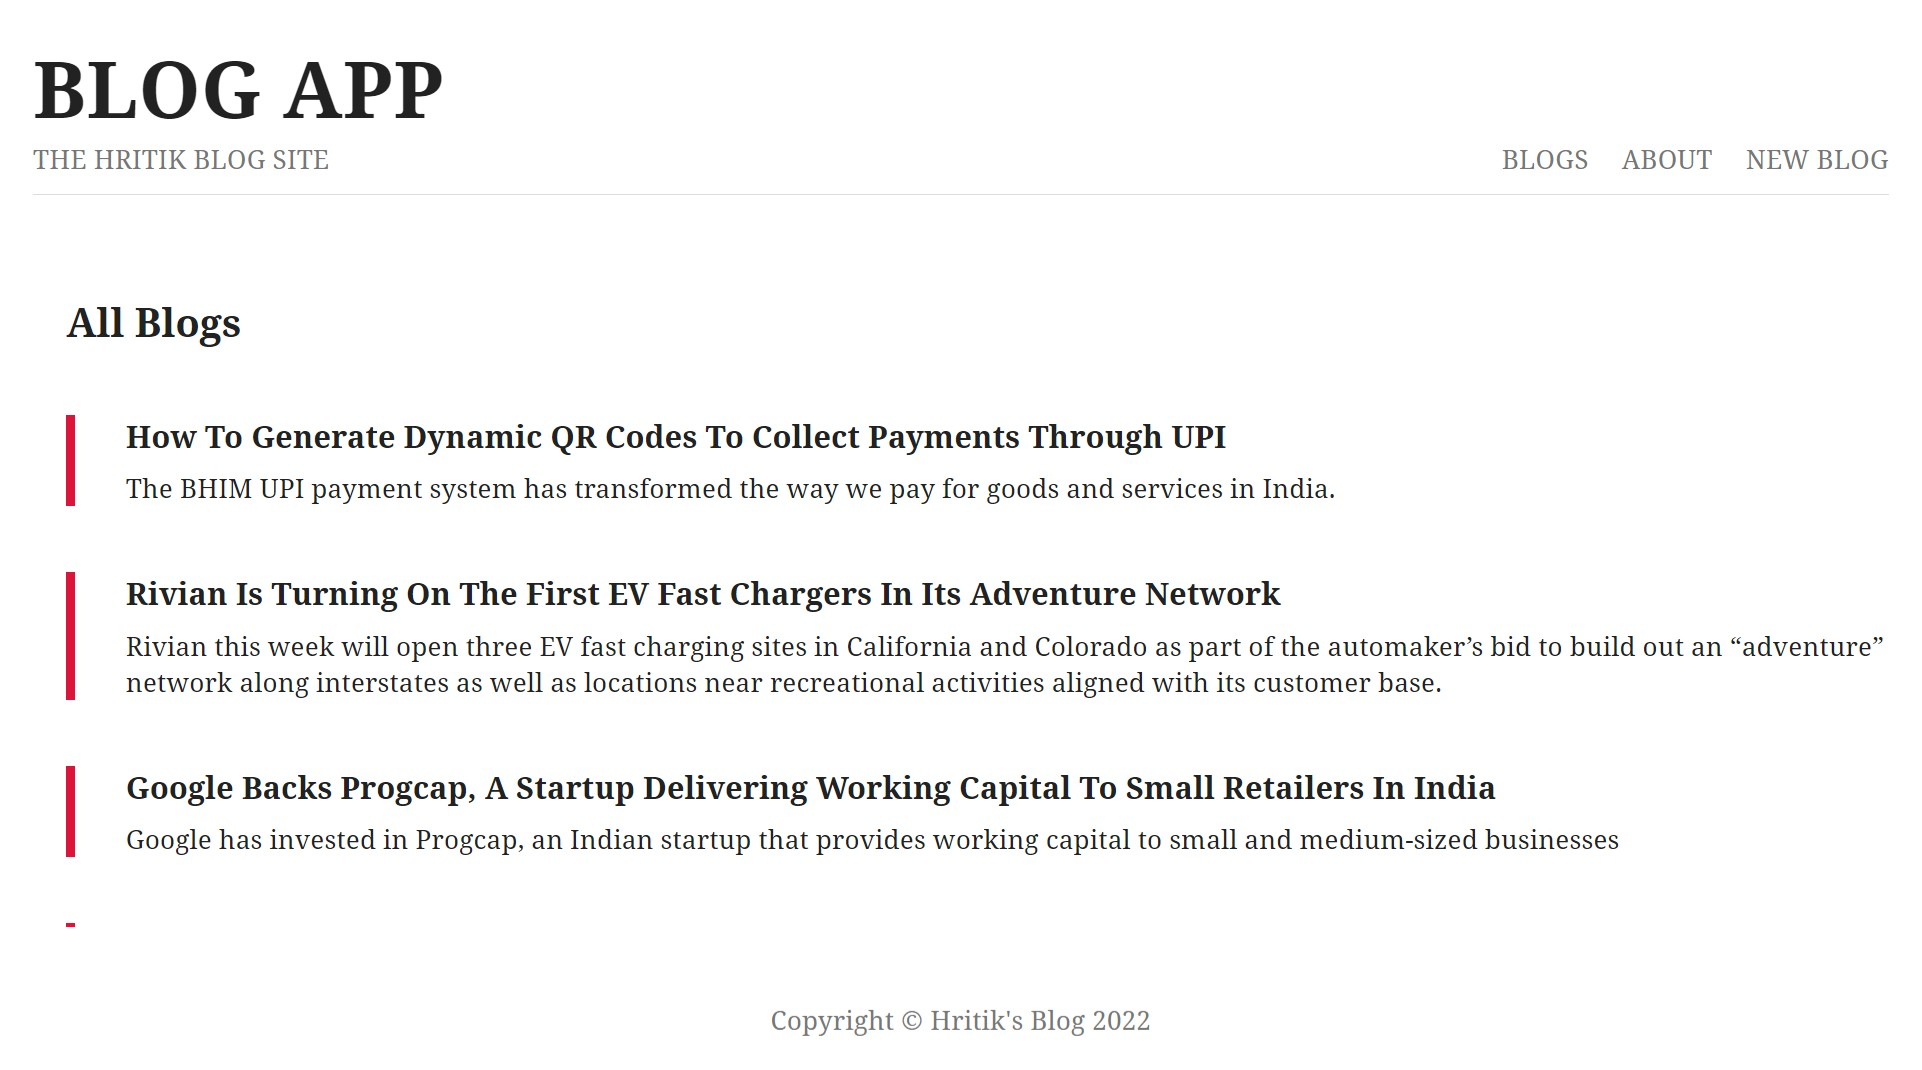 BLOG APP
THE HRITIK BLOG SITE
BLOGS ABOUT NEW BLOG
All Blogs
How To Generate Dynamic QR Codes To Collect Payments Through UPI
The BHIM UPI payment system has transformed the way we pay for goods and services in India.
Rivian Is Turning On The First EV Fast Chargers In Its Adventure Network
Rivian this week will open three EV fast charging sites in California and Colorado as part of the automaker’s bid to build out an “adventure”
network along interstates as well as locations near recreational activities aligned with its customer base.
Google Backs Progcap, A Startup Delivering Working Capital To Small Retailers In India
Google has invested in Progcap, an Indian startup that provides working capital to small and medium-sized businesses
Copyright © Hritik's Blog 2022